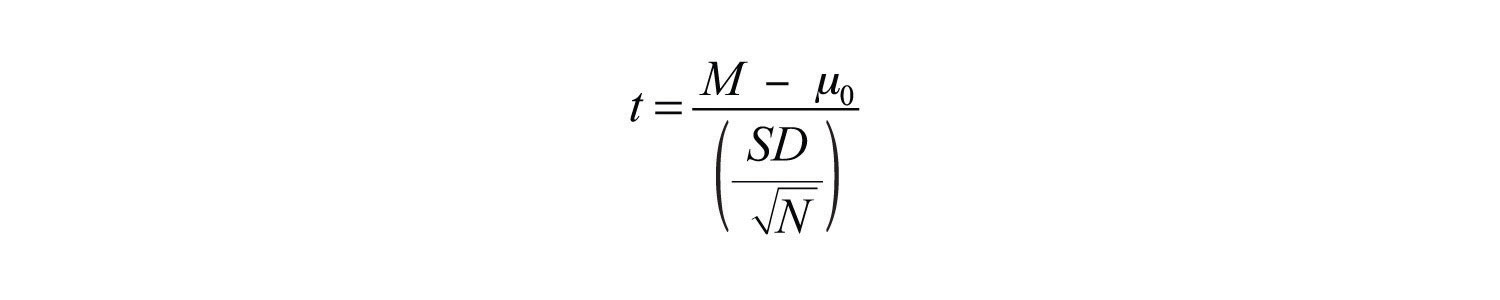 t = (M − μ₀) / (SD / √N)